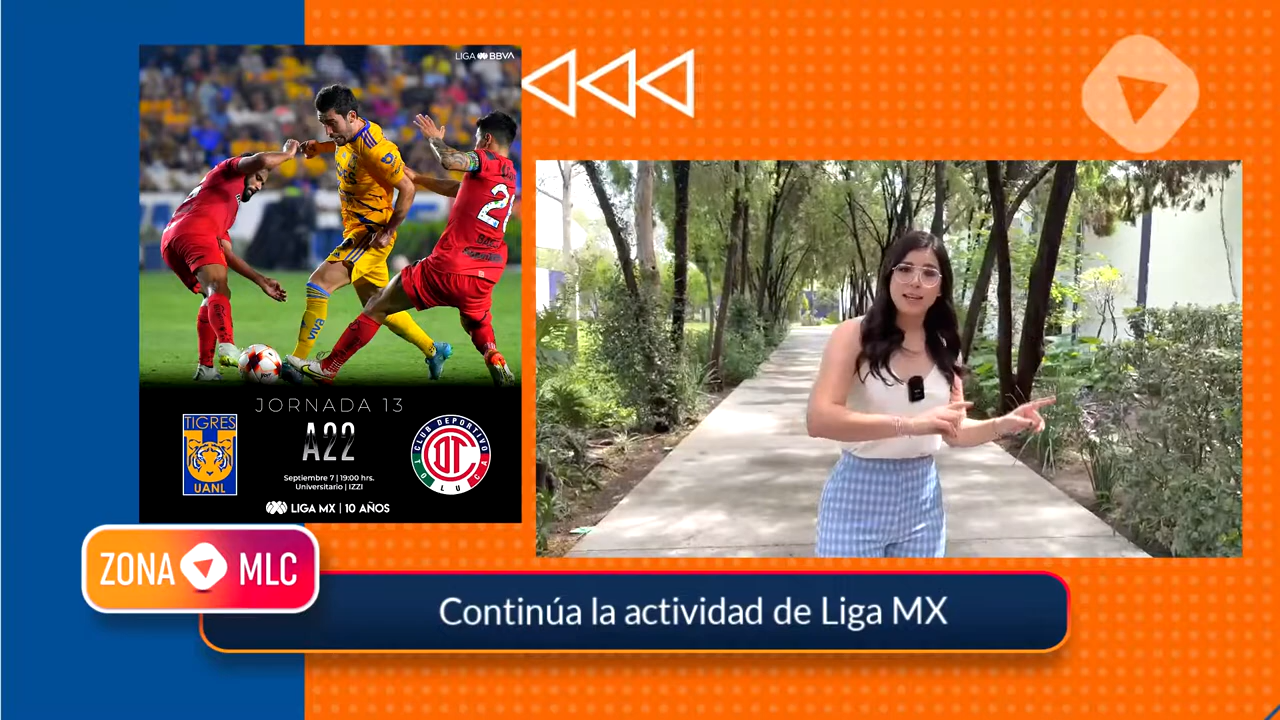 LIGA BBVA
viva
JORNADA 13
A22
TIGRES
UANL
CLUB DEPORTIVO
TOLUCA
Septiembre 7 | 19:00 hrs.
Universitario | IZZI
LIGA MX | 10 AÑOS
ZONA MLC
Continúa la actividad de Liga MX